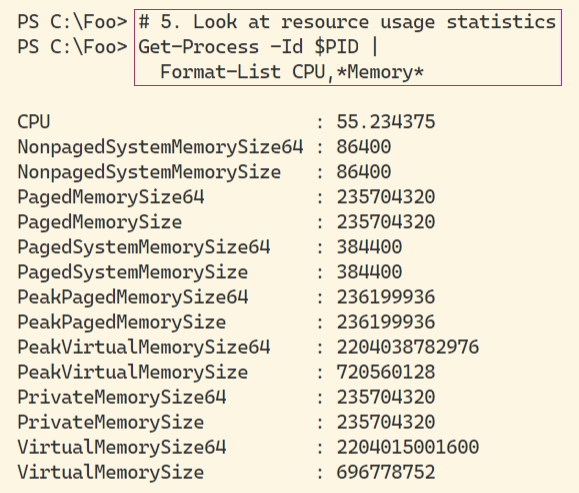 PS C:\Foo> # 5. Look at resource usage statistics
PS C:\Foo> Get-Process -Id $PID |
Format-List CPU,*Memory*
CPU : 55.234375
NonpagedSystemMemorySize64 : 86400
NonpagedSystemMemorySize : 86400
PagedMemorySize64 : 235704320
PagedMemorySize : 235704320
PagedSystemMemorySize64 : 384400
PagedSystemMemorySize : 384400
PeakPagedMemorySize64 : 236199936
PeakPagedMemorySize : 236199936
PeakVirtualMemorySize64 : 2204038782976
PeakVirtualMemorySize : 720560128
PrivateMemorySize64 : 235704320
PrivateMemorySize : 235704320
VirtualMemorySize64 : 2204015001600
VirtualMemorySize : 696778752